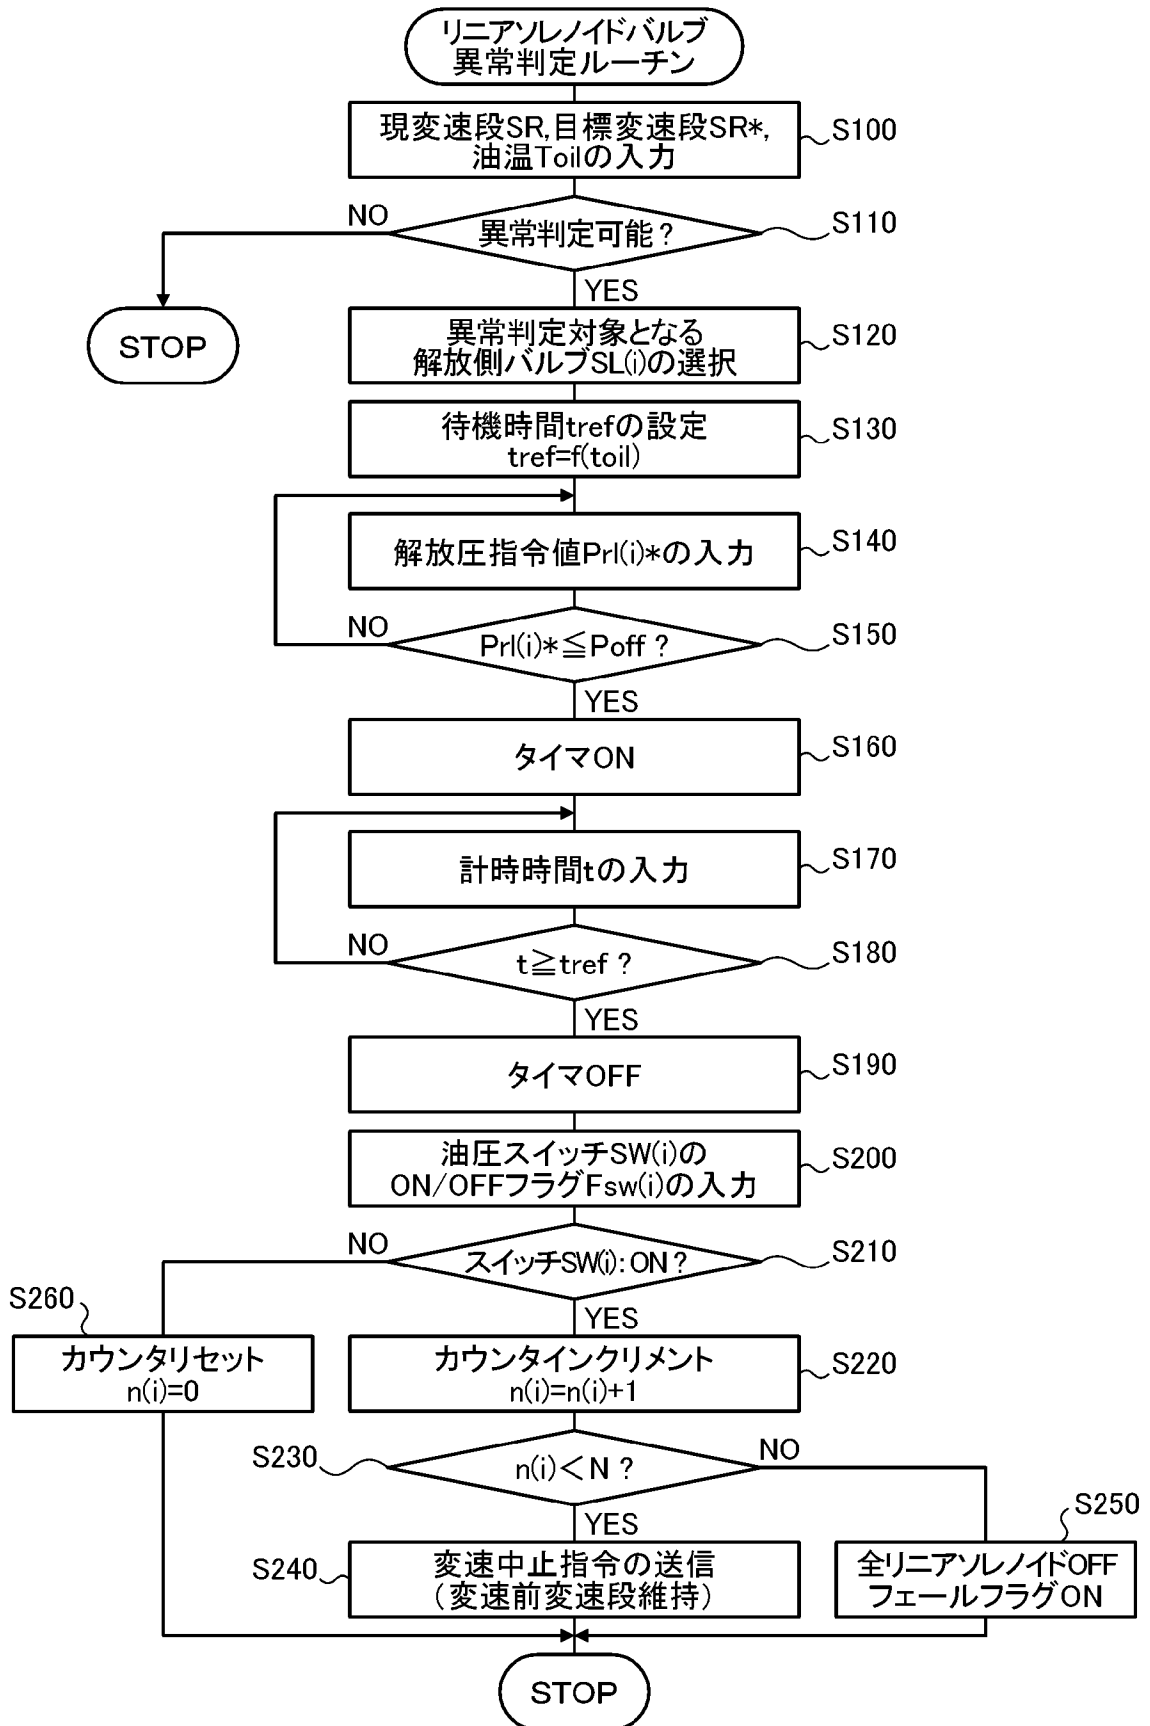 リニアソレノイドバルブ
異常判定ルーチン
現変速段SR,目標変速段SR*,
油温Toilの入力
S100
NO
異常判定可能？
S110
YES
STOP
異常判定対象となる
解放側バルブSL(i)の選択
S120
待機時間trefの設定
tref=f(toil)
S130
解放圧指令値Prl(i)*の入力
S140
NO
Prl(i)*≦Poff？
S150
YES
タイマON
S160
計時時間tの入力
S170
NO
t≧tref？
S180
YES
タイマOFF
S190
油圧スイッチSW(i)の
ON/OFFフラグFsw(i)の入力
S200
NO
スイッチSW(i):ON？
S210
YES
S260
カウンタリセット
n(i)=0
カウンタインクリメント
n(i)=n(i)+1
S220
S230
n(i)<N？
NO
YES
S240
変速中止指令の送信
(変速前変速段維持)
S250
全リニアソレノイドOFF
フェールフラグON
STOP